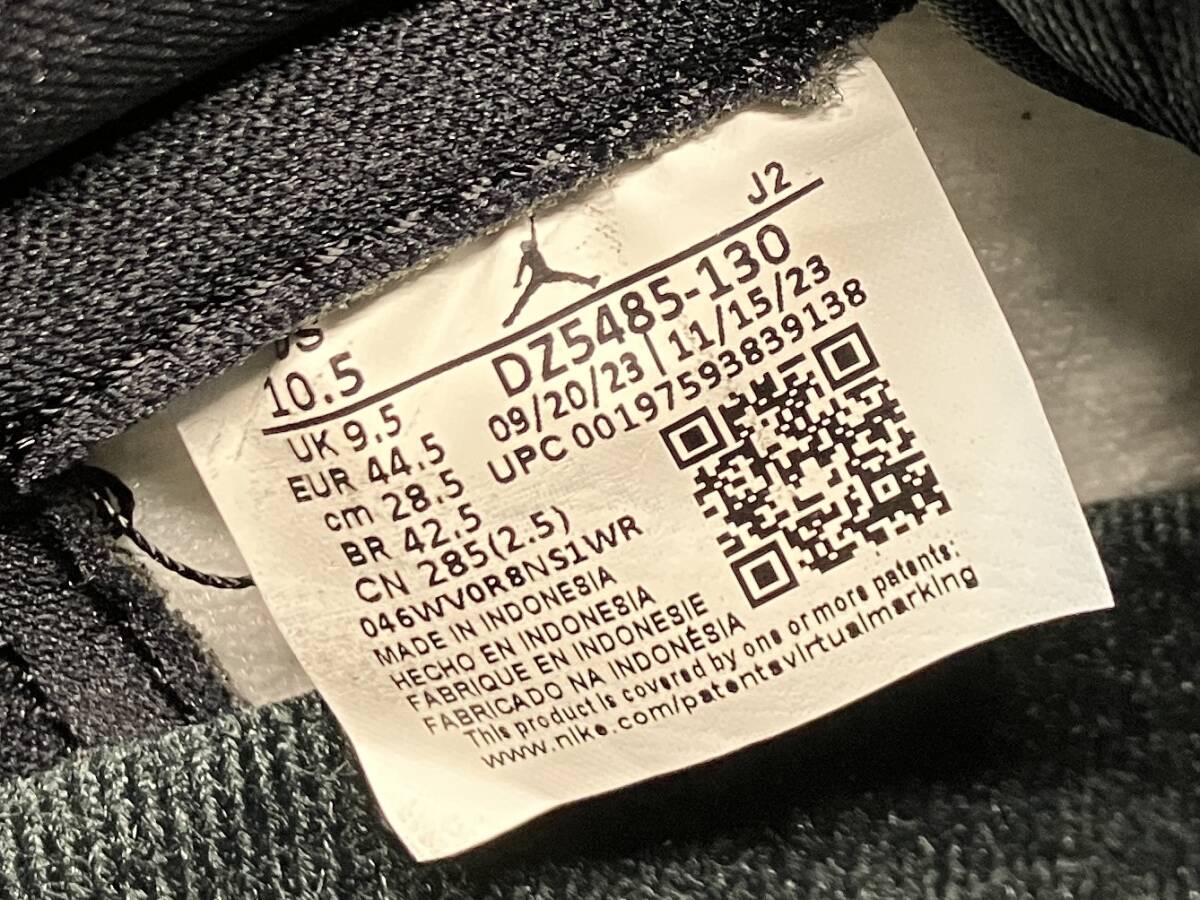 J2
US
10.5
DZ5485-130
UK 9.5
09/20/23 | 11/15/23
EUR 44.5
UPC 00197593839138
cm 28.5
BR 42.5
CN 285(2.5)
046WV0R8NS1WR
MADE IN INDONESIA
HECHO EN INDONESIA
FABRIQUE EN INDONESIE
FABRICADO NA INDONÉSIA
This product is covered by one or more patents:
www.nike.com/patentsvirtualmarking